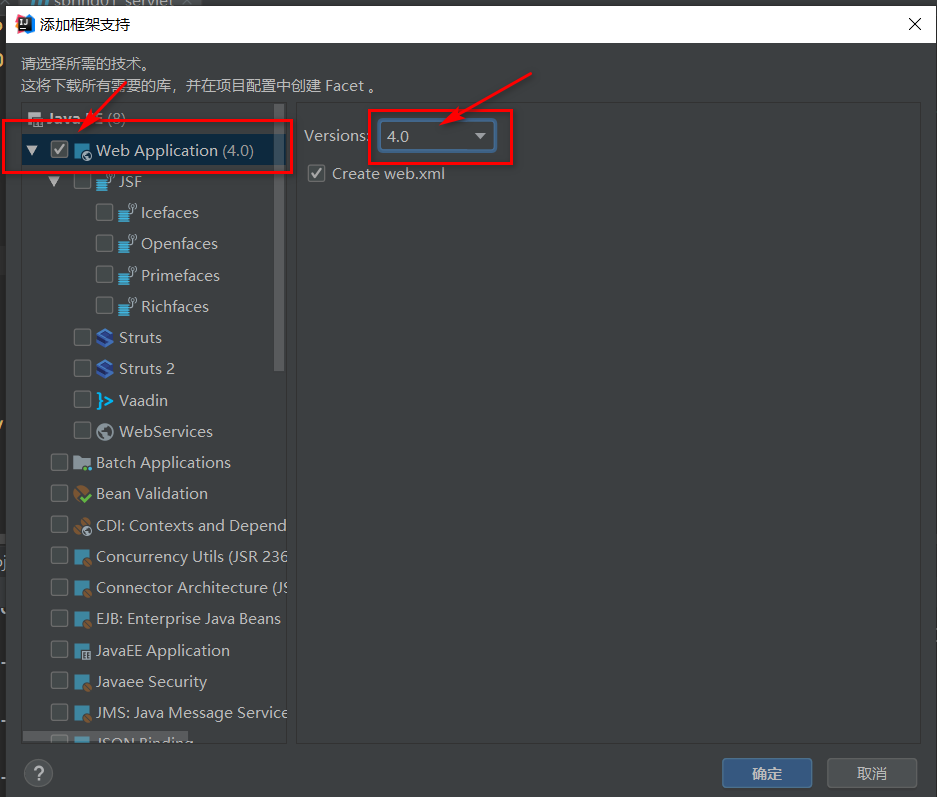 添加框架支持
请选择所需的技术。
这将下载所有需要的库，并在项目配置中创建 Facet 。
(8)
Versions:
4.0
Web Application (4.0)
Create web.xml
JSF
Icefaces
Openfaces
Primefaces
Richfaces
Struts
Struts 2
Vaadin
WebServices
Batch Applications
Bean Validation
CDI: Contexts and Depend
Concurrency Utils (JSR 236
Connector Architecture (JS
EJB: Enterprise Java Beans
JavaEE Application
Javaee Security
JMS: Java Message Service
JSON Binding
?
确定
取消